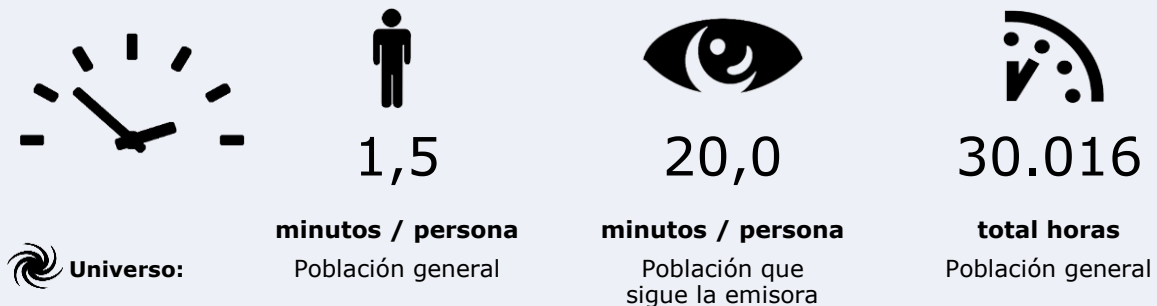 1,5
20,0
30.016
minutos / persona
minutos / persona
total horas
Universo:
Población general
Población que
sigue la emisora
Población general